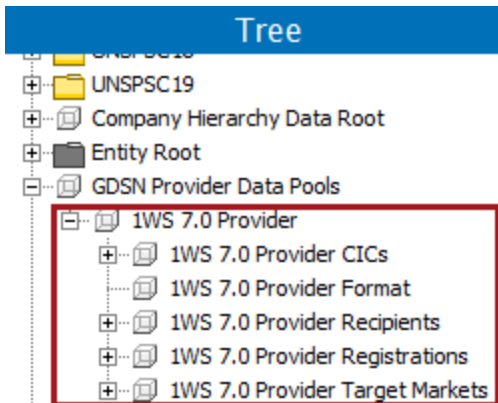 Tree
UNSPSC19
Company Hierarchy Data Root
Entity Root
GDSN Provider Data Pools
1WS 7.0 Provider
1WS 7.0 Provider CICs
1WS 7.0 Provider Format
1WS 7.0 Provider Recipients
1WS 7.0 Provider Registrations
1WS 7.0 Provider Target Markets